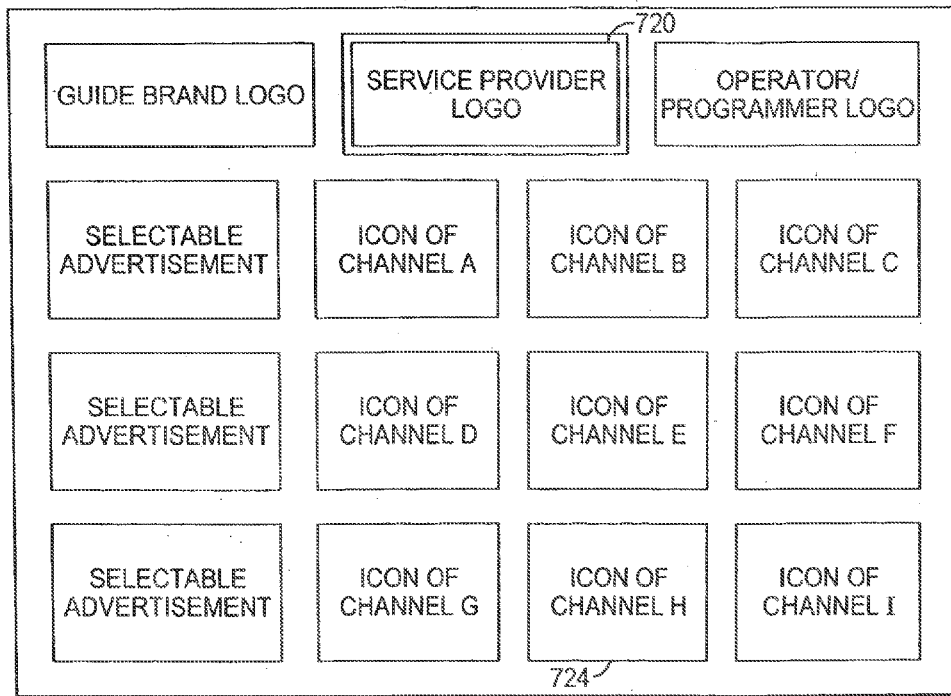 720
GUIDE BRAND LOGO
SERVICE PROVIDER
LOGO
OPERATOR/
PROGRAMMER LOGO
SELECTABLE
ADVERTISEMENT
ICON OF
CHANNEL A
ICON OF
CHANNEL B
ICON OF
CHANNEL C
SELECTABLE
ADVERTISEMENT
ICON OF
CHANNEL D
ICON OF
CHANNEL E
ICON OF
CHANNEL F
SELECTABLE
ADVERTISEMENT
ICON OF
CHANNEL G
ICON OF
CHANNEL H
ICON OF
CHANNEL I
724